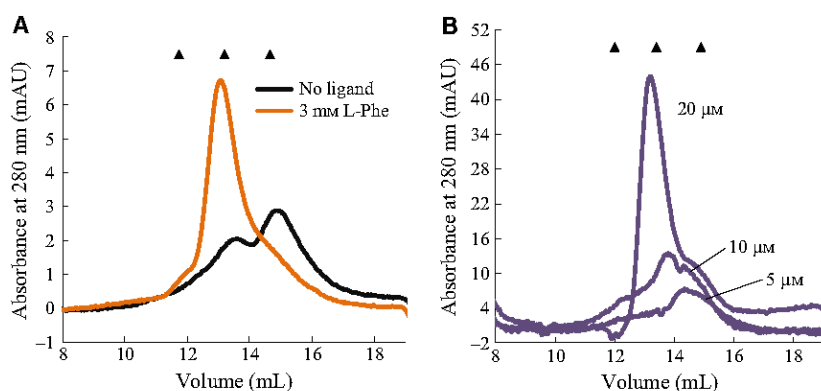 A
Absorbance at 280 nm (mAU)
8
7
6
5
4
3
2
1
0
−1
8
10
12
14
16
18
Volume (mL)
No ligand
3 mM L-Phe
B
Absorbance at 280 nm (mAU)
52
46
40
34
28
22
16
10
4
−2
8
10
12
14
16
18
Volume (mL)
20 μM
10 μM
5 μM